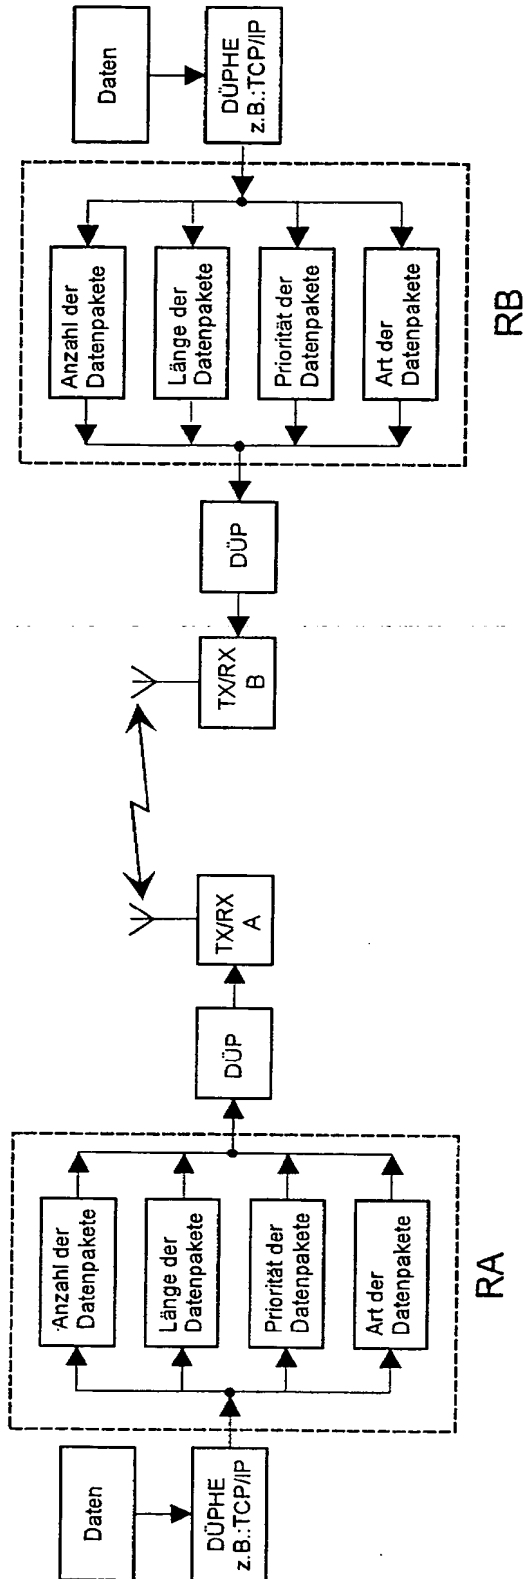 Daten
DÜPHE
z.B.:TCP/IP
Anzahl der
Datenpakete
Länge der
Datenpakete
Priorität der
Datenpakete
Art der
Datenpakete
RA
DÜP
TX/RX
A
TX/RX
B
DÜP
Anzahl der
Datenpakete
Länge der
Datenpakete
Priorität der
Datenpakete
Art der
Datenpakete
RB
Daten
DÜPHE
z.B.:TCP/IP